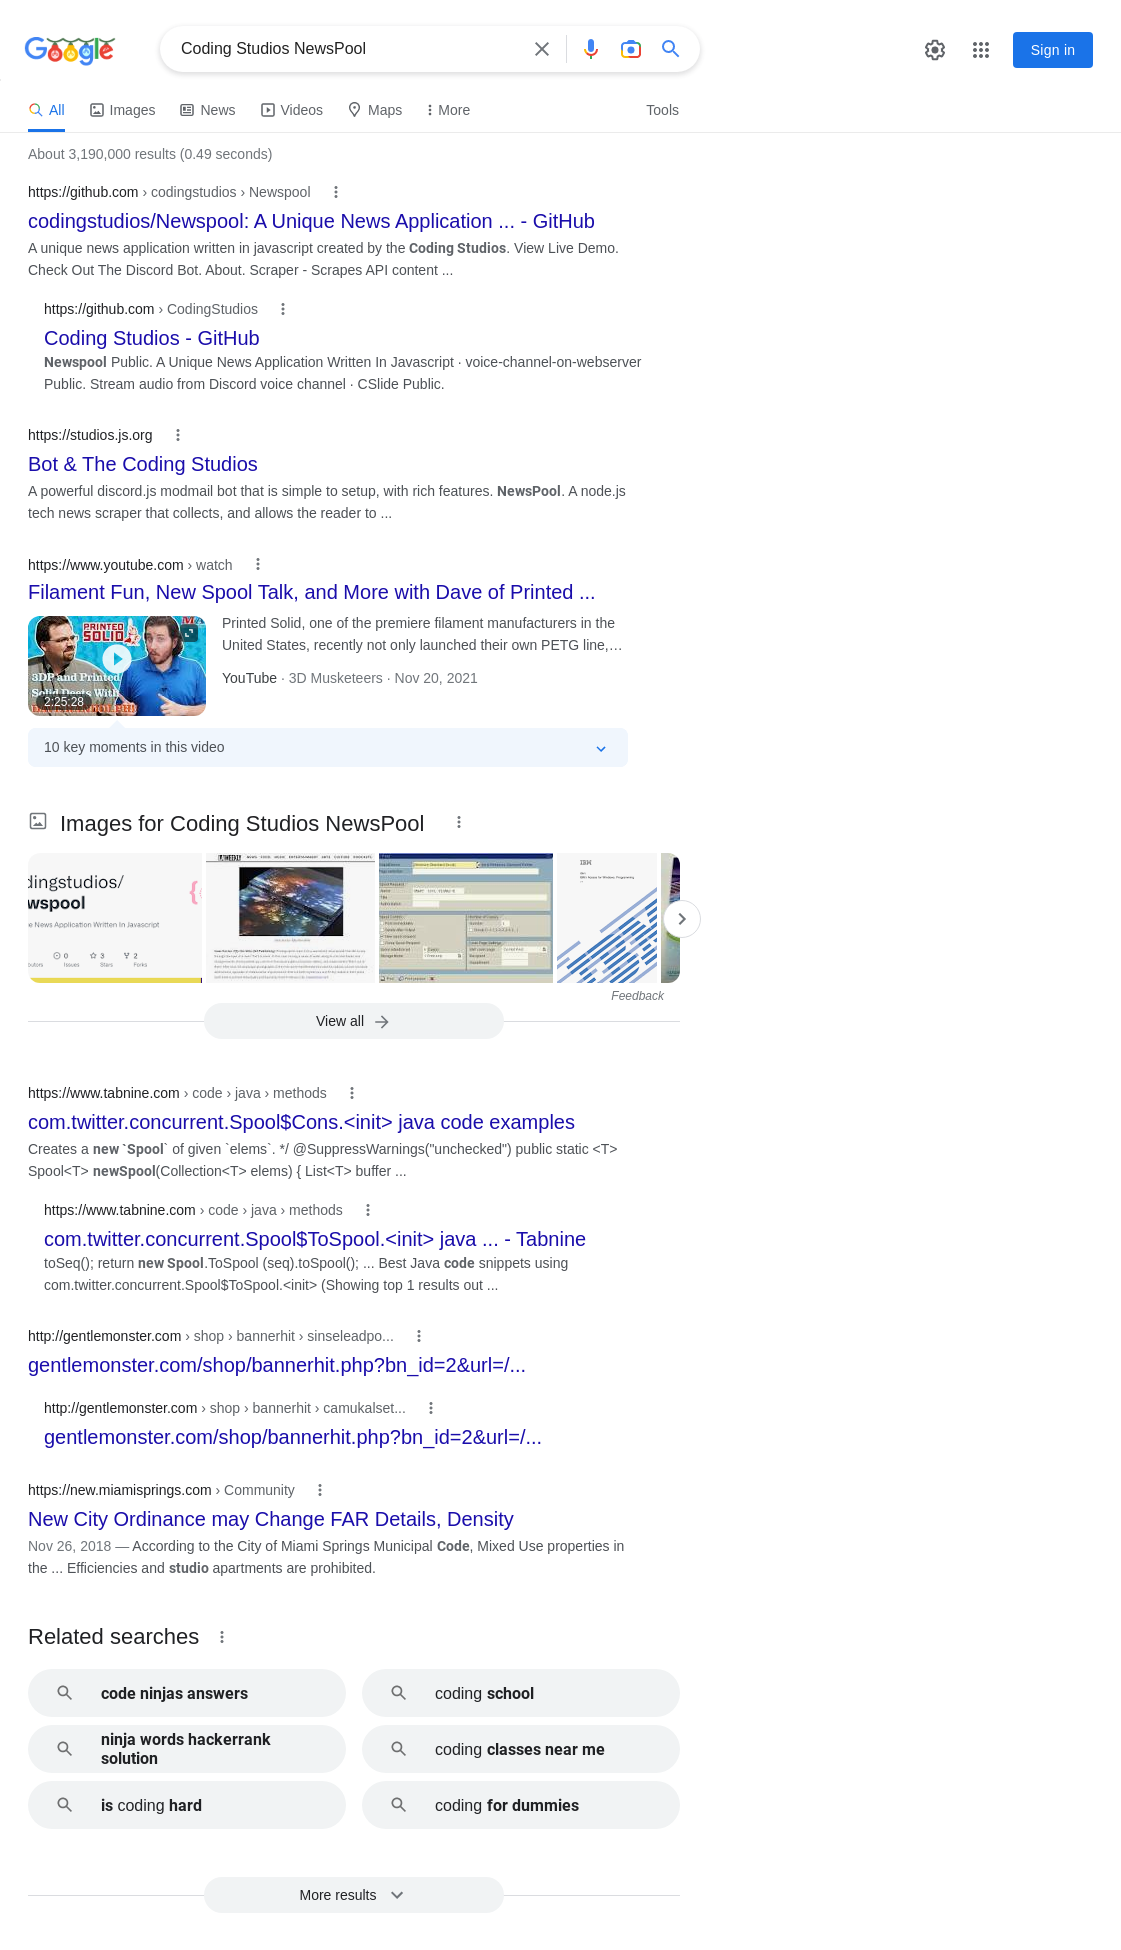 Google
Coding Studios NewsPool
Sign in
All
Images
News
Videos
Maps
More
Tools
About 3,190,000 results (0.49 seconds)
https://github.com › codingstudios › Newspool
codingstudios/Newspool: A Unique News Application ... - GitHub
A unique news application written in javascript created by the Coding Studios. View Live Demo.
Check Out The Discord Bot. About. Scraper - Scrapes API content ...
https://github.com › CodingStudios
Coding Studios - GitHub
Newspool Public. A Unique News Application Written In Javascript · voice-channel-on-webserver
Public. Stream audio from Discord voice channel · CSlide Public.
https://studios.js.org
Bot & The Coding Studios
A powerful discord.js modmail bot that is simple to setup, with rich features. NewsPool. A node.js
tech news scraper that collects, and allows the reader to ...
https://www.youtube.com › watch
Filament Fun, New Spool Talk, and More with Dave of Printed ...
PRINTED
SOLID
3DP and Printed
Solid Deets With
2:25:28
Printed Solid, one of the premiere filament manufacturers in the
United States, recently not only launched their own PETG line,…
YouTube · 3D Musketeers · Nov 20, 2021
10 key moments in this video
Images for Coding Studios NewsPool
dingstudios/
wspool
e News Application Written In Javascript
0
3
2
utors
Issues
Stars
Forks
IBM
Feedback
View all
https://www.tabnine.com › code › java › methods
com.twitter.concurrent.Spool$Cons.<init> java code examples
Creates a new `Spool` of given `elems`. */ @SuppressWarnings("unchecked") public static <T>
Spool<T> newSpool(Collection<T> elems) { List<T> buffer ...
https://www.tabnine.com › code › java › methods
com.twitter.concurrent.Spool$ToSpool.<init> java ... - Tabnine
toSeq(); return new Spool.ToSpool (seq).toSpool(); ... Best Java code snippets using
com.twitter.concurrent.Spool$ToSpool.<init> (Showing top 1 results out ...
http://gentlemonster.com › shop › bannerhit › sinseleadpo...
gentlemonster.com/shop/bannerhit.php?bn_id=2&url=/...
http://gentlemonster.com › shop › bannerhit › camukalset...
gentlemonster.com/shop/bannerhit.php?bn_id=2&url=/...
https://new.miamisprings.com › Community
New City Ordinance may Change FAR Details, Density
Nov 26, 2018 — According to the City of Miami Springs Municipal Code, Mixed Use properties in
the ... Efficiencies and studio apartments are prohibited.
Related searches
code ninjas answers
coding school
ninja words hackerrank
solution
coding classes near me
is coding hard
coding for dummies
More results